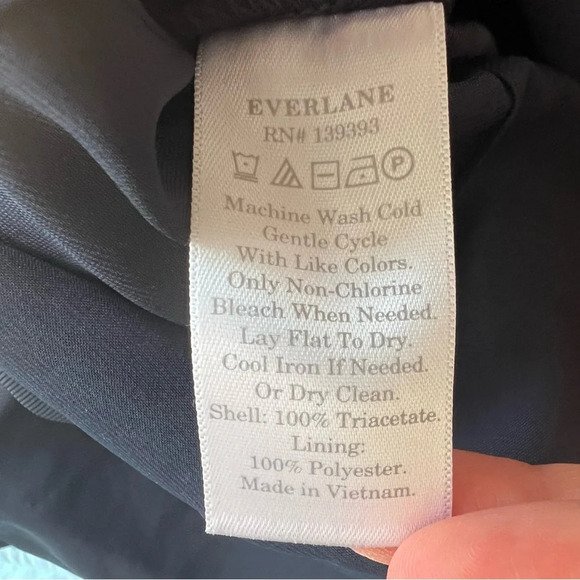 EVERLANE
RN# 139393
P
Machine Wash Cold
Gentle Cycle
With Like Colors.
Only Non-Chlorine
Bleach When Needed.
Lay Flat To Dry.
Cool Iron If Needed.
Or Dry Clean.
Shell: 100% Triacetate.
Lining:
100% Polyester.
Made in Vietnam.